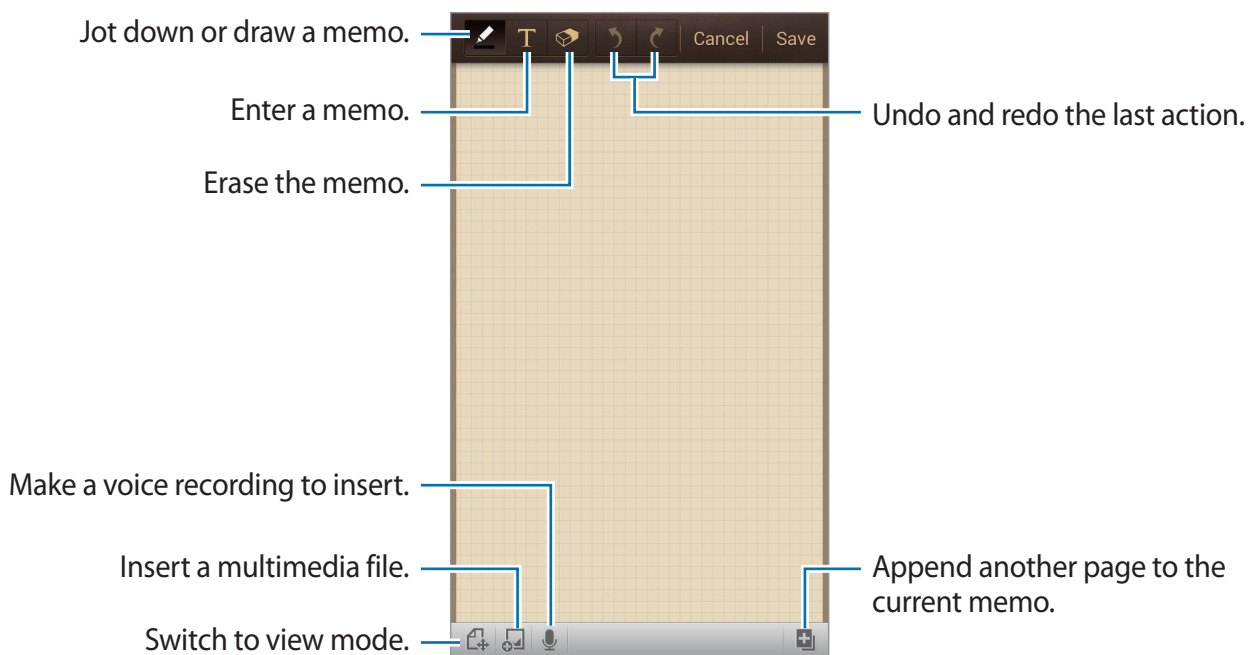 Jot down or draw a memo.
T
Cancel
Save
Enter a memo.
Undo and redo the last action.
Erase the memo.
Make a voice recording to insert.
Insert a multimedia file.
Append another page to the
current memo.
Switch to view mode.